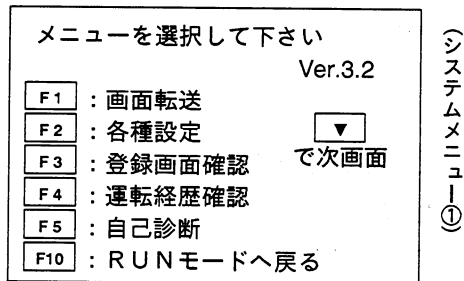 メニューを選択して下さい
Ver.3.2
F1 : 画面転送
F2 : 各種設定
▼
F3 : 登録画面確認
で次画面
F4 : 運転経歴確認
F5 : 自己診断
F10 : RUNモードへ戻る
(システムメニュー①)